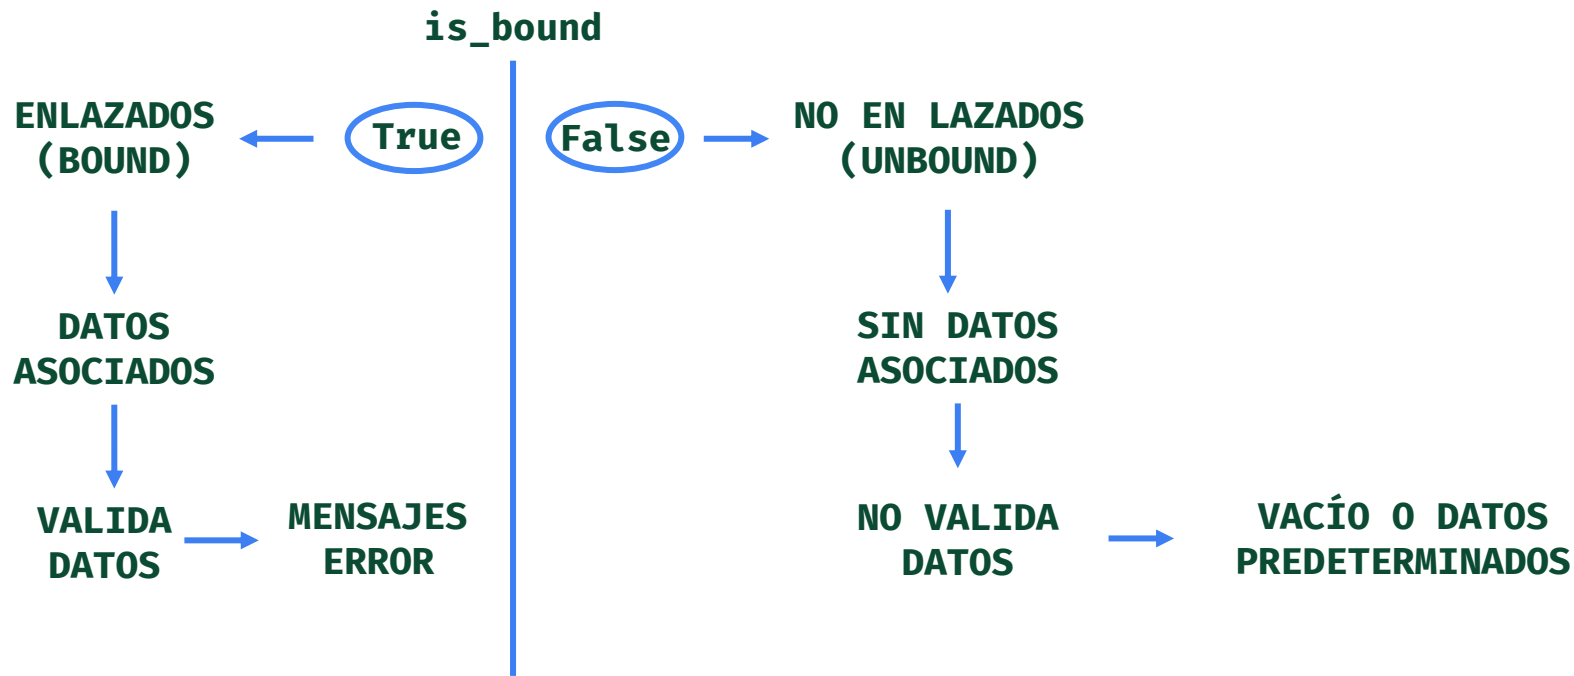 is_bound
ENLAZADOS
(BOUND)
True
False
NO EN LAZADOS
(UNBOUND)
DATOS
ASOCIADOS
SIN DATOS
ASOCIADOS
VALIDA
DATOS
MENSAJES
ERROR
NO VALIDA
DATOS
VACÍO O DATOS
PREDETERMINADOS